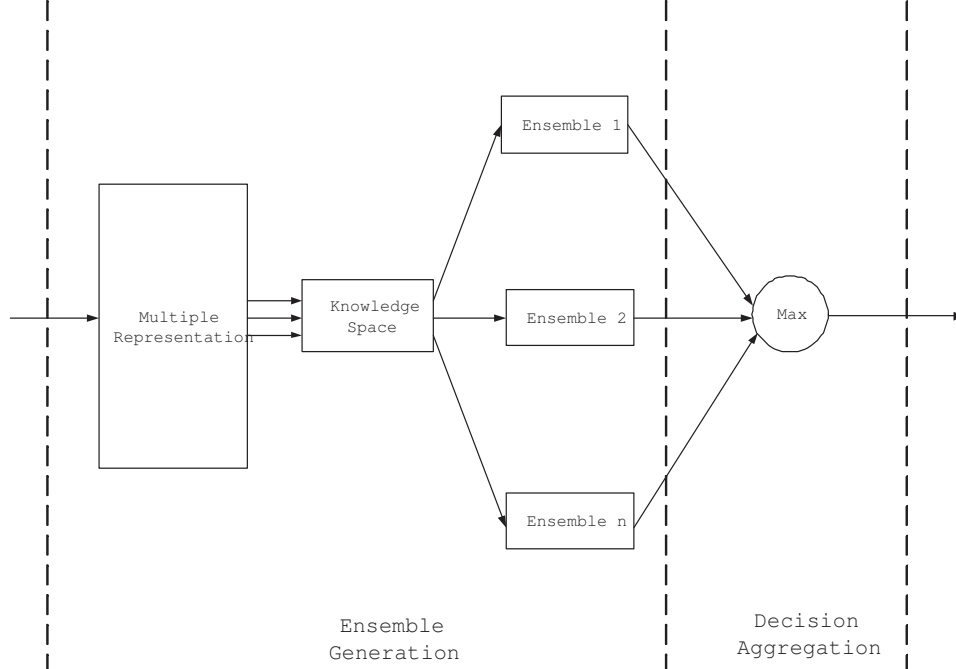 Ensemble 1
Multiple
Representation
Knowledge
Space
Ensemble 2
Max
Ensemble n
Ensemble
Generation
Decision
Aggregation